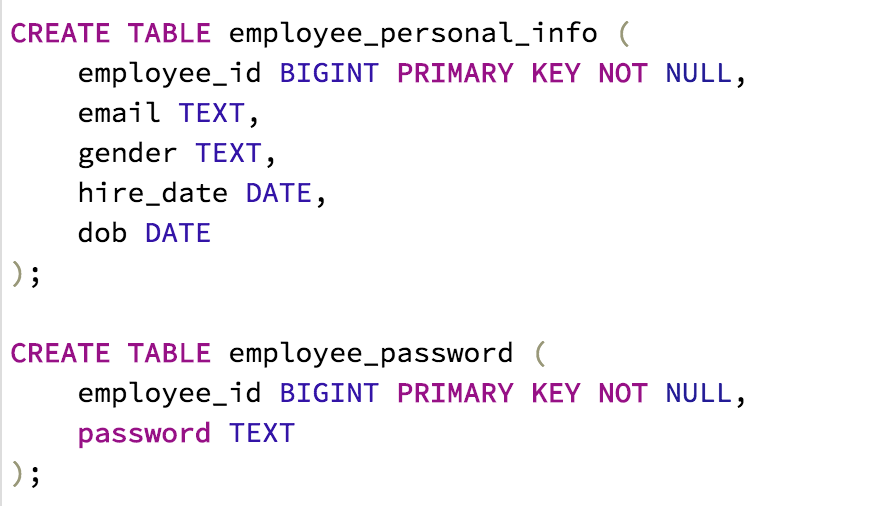 CREATE TABLE employee_personal_info (
    employee_id BIGINT PRIMARY KEY NOT NULL,
    email TEXT,
    gender TEXT,
    hire_date DATE,
    dob DATE
);

CREATE TABLE employee_password (
    employee_id BIGINT PRIMARY KEY NOT NULL,
    password TEXT
);